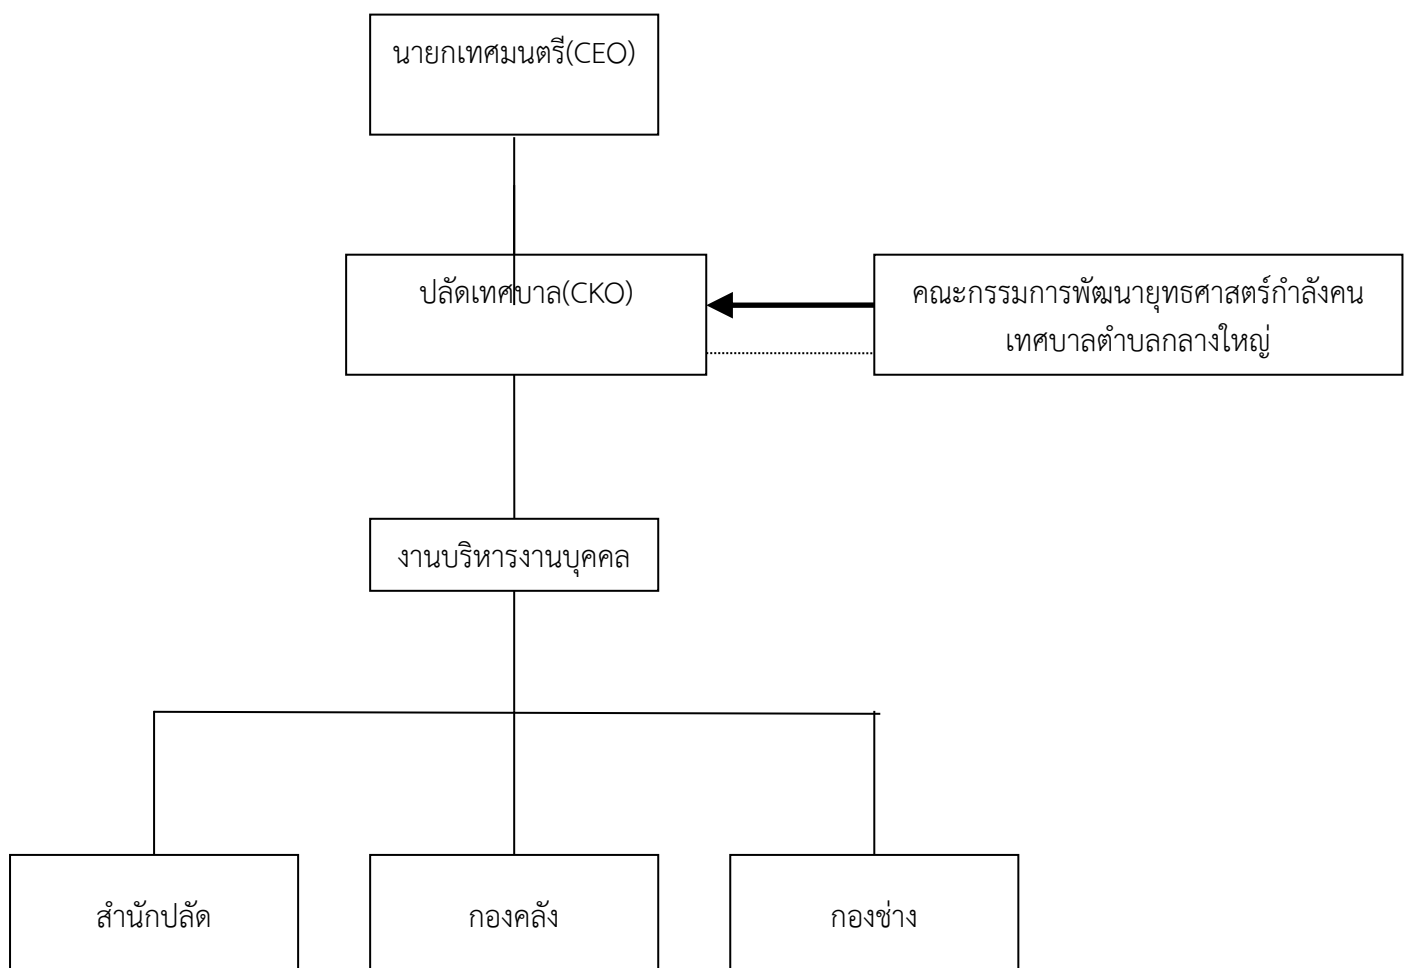 นายกเทศมนตรี(CEO)
ปลัดเทศบาล(CKO)
คณะกรรมการพัฒนายุทธศาสตร์กำลังคน
เทศบาลตำบลกลางใหญ่
งานบริหารงานบุคคล
สำนักปลัด
กองคลัง
กองช่าง